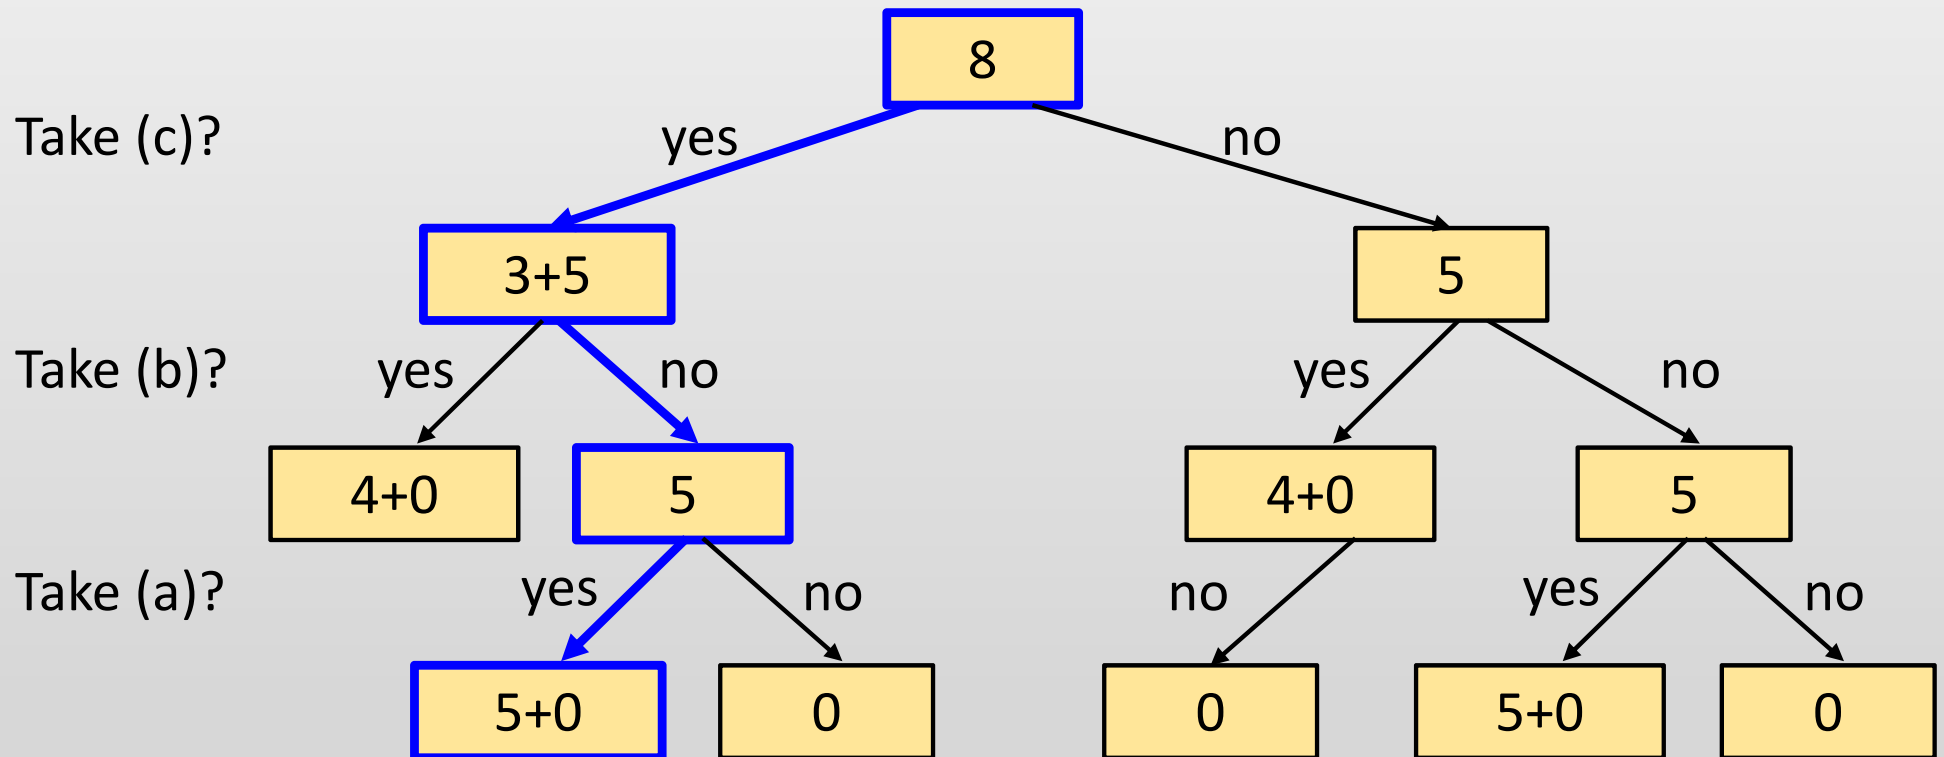 8
Take (c)? yes no
3+5 5
Take (b)? yes no yes no
4+0 5 4+0 5
Take (a)? yes no no yes no
5+0 0 0 5+0 0